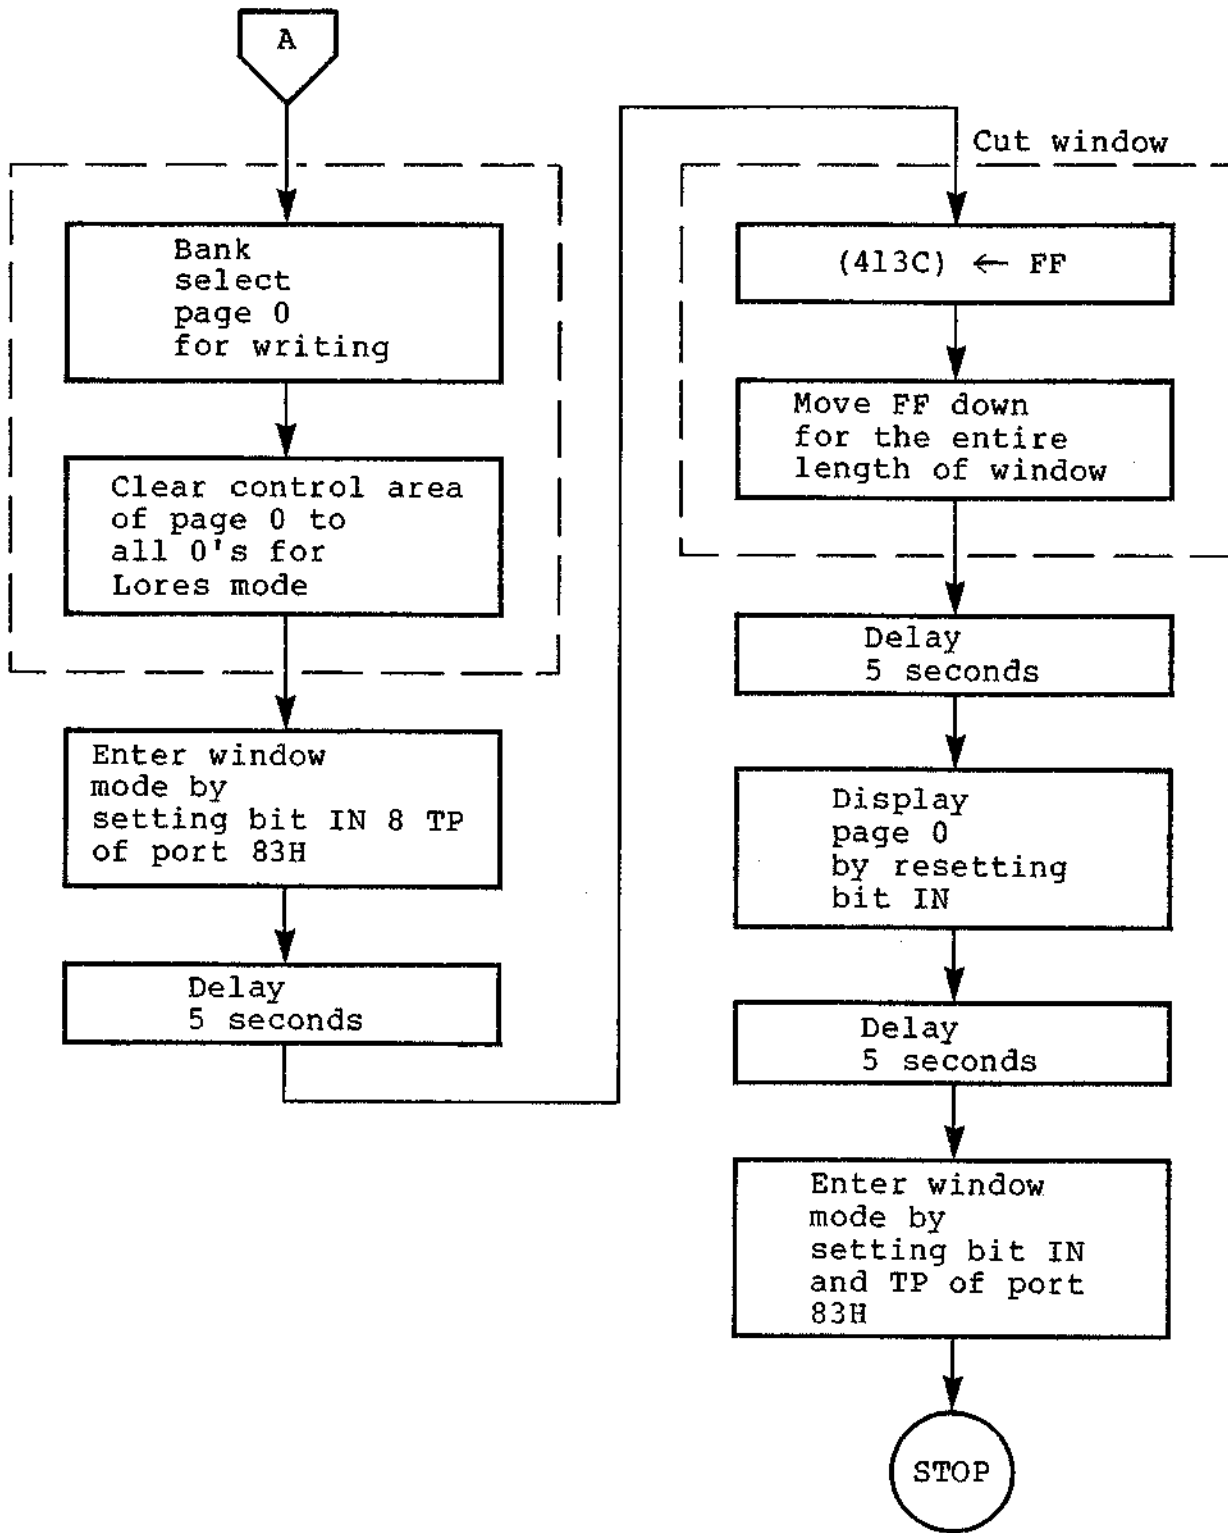 A
Bank
select
page 0
for writing
Clear control area
of page 0 to
all 0's for
Lores mode
Enter window
mode by
setting bit IN 8 TP
of port 83H
Delay
5 seconds
Cut window
(413C) ← FF
Move FF down
for the entire
length of window
Delay
5 seconds
Display
page 0
by resetting
bit IN
Delay
5 seconds
Enter window
mode by
setting bit IN
and TP of port
83H
STOP